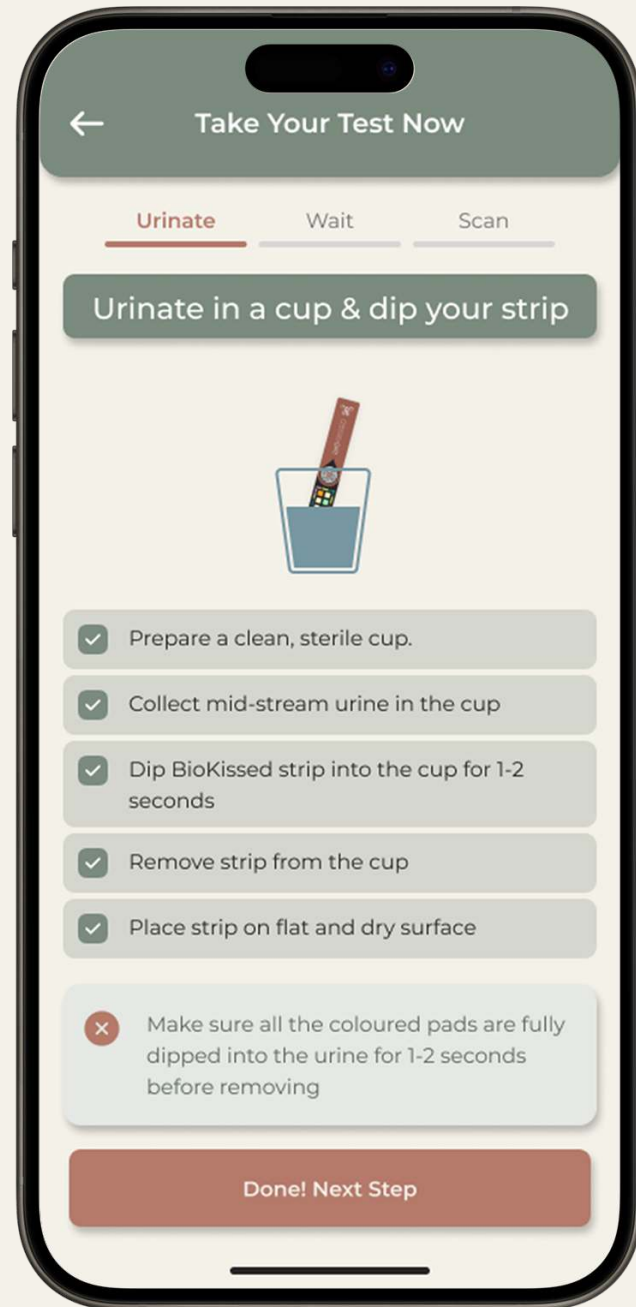 Take Your Test Now
Urinate
Wait
Scan
Urinate in a cup & dip your strip
Prepare a clean, sterile cup.
Collect mid-stream urine in the cup
Dip BioKissed strip into the cup for 1-2
seconds
Remove strip from the cup
Place strip on flat and dry surface
Make sure all the coloured pads are fully
dipped into the urine for 1-2 seconds
before removing
Done! Next Step